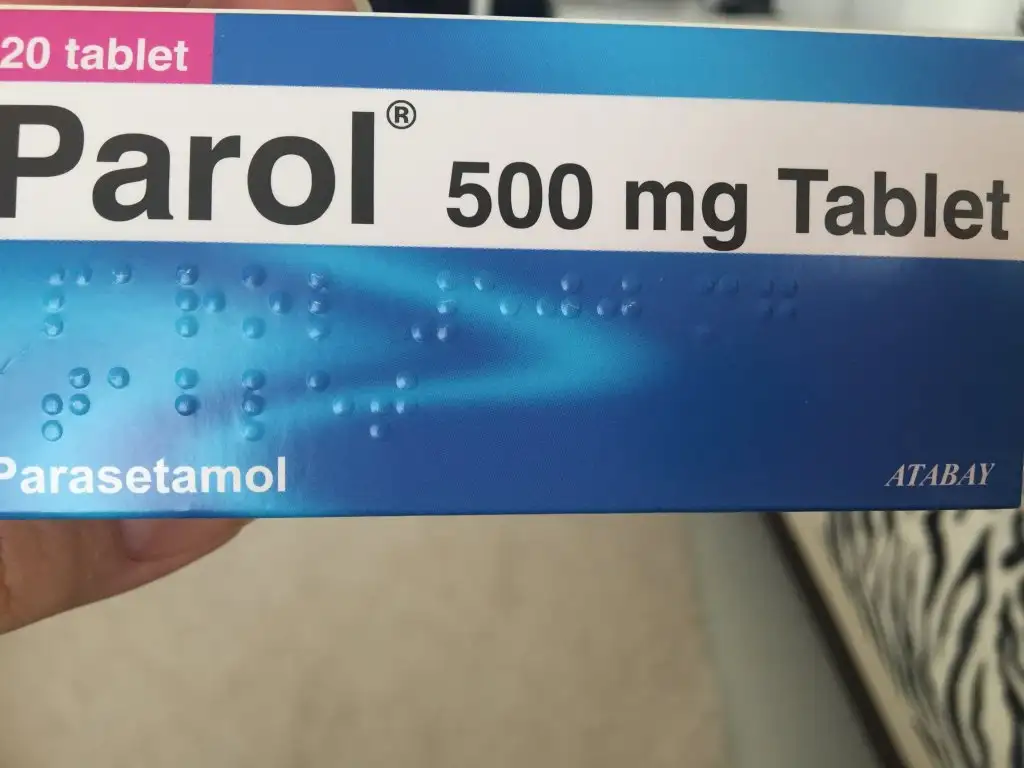 20 tablet
Parol® 500 mg Tablet
Parasetamol
ATABAY